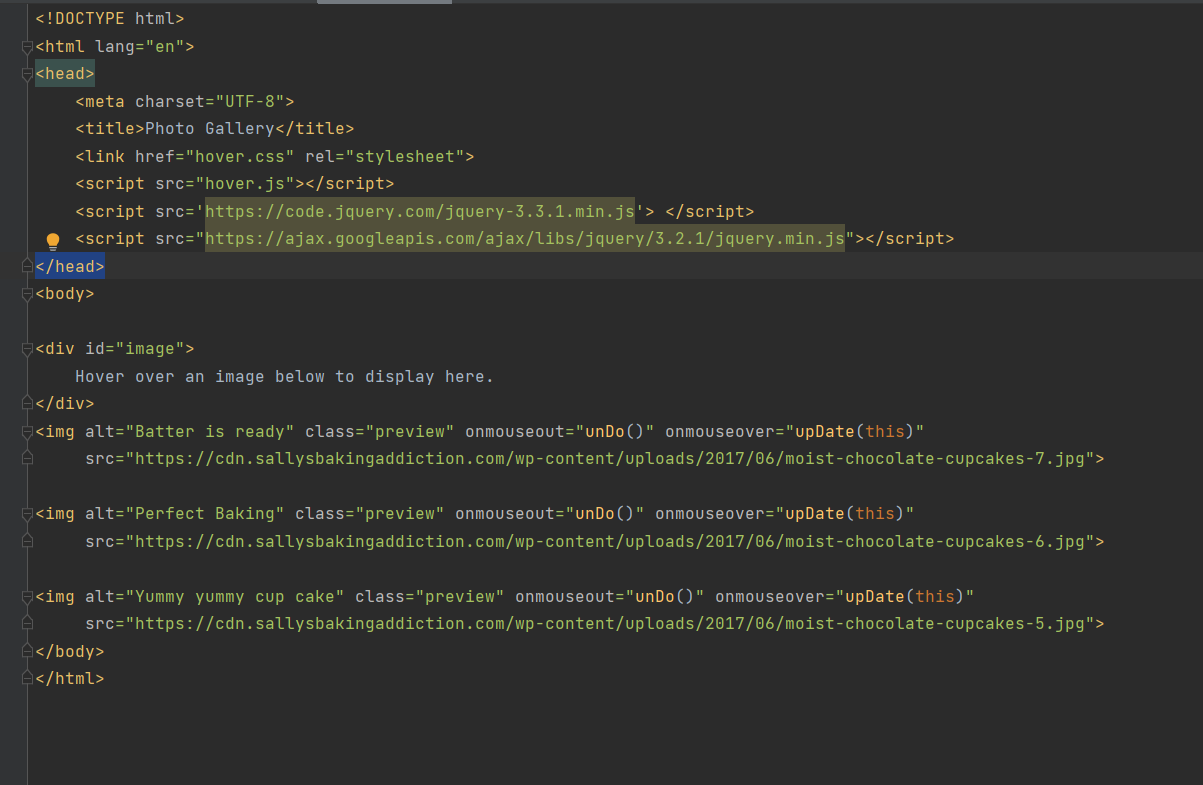 <!DOCTYPE html>
<html lang="en">
<head>
    <meta charset="UTF-8">
    <title>Photo Gallery</title>
    <link href="hover.css" rel="stylesheet">
    <script src="hover.js"></script>
    <script src='https://code.jquery.com/jquery-3.3.1.min.js'> </script>
    <script src="https://ajax.googleapis.com/ajax/libs/jquery/3.2.1/jquery.min.js"></script>
</head>
<body>

<div id="image">
    Hover over an image below to display here.
</div>
<img alt="Batter is ready" class="preview" onmouseout="unDo()" onmouseover="upDate(this)"
     src="https://cdn.sallysbakingaddiction.com/wp-content/uploads/2017/06/moist-chocolate-cupcakes-7.jpg">

<img alt="Perfect Baking" class="preview" onmouseout="unDo()" onmouseover="upDate(this)"
     src="https://cdn.sallysbakingaddiction.com/wp-content/uploads/2017/06/moist-chocolate-cupcakes-6.jpg">

<img alt="Yummy yummy cup cake" class="preview" onmouseout="unDo()" onmouseover="upDate(this)"
     src="https://cdn.sallysbakingaddiction.com/wp-content/uploads/2017/06/moist-chocolate-cupcakes-5.jpg">
</body>
</html>